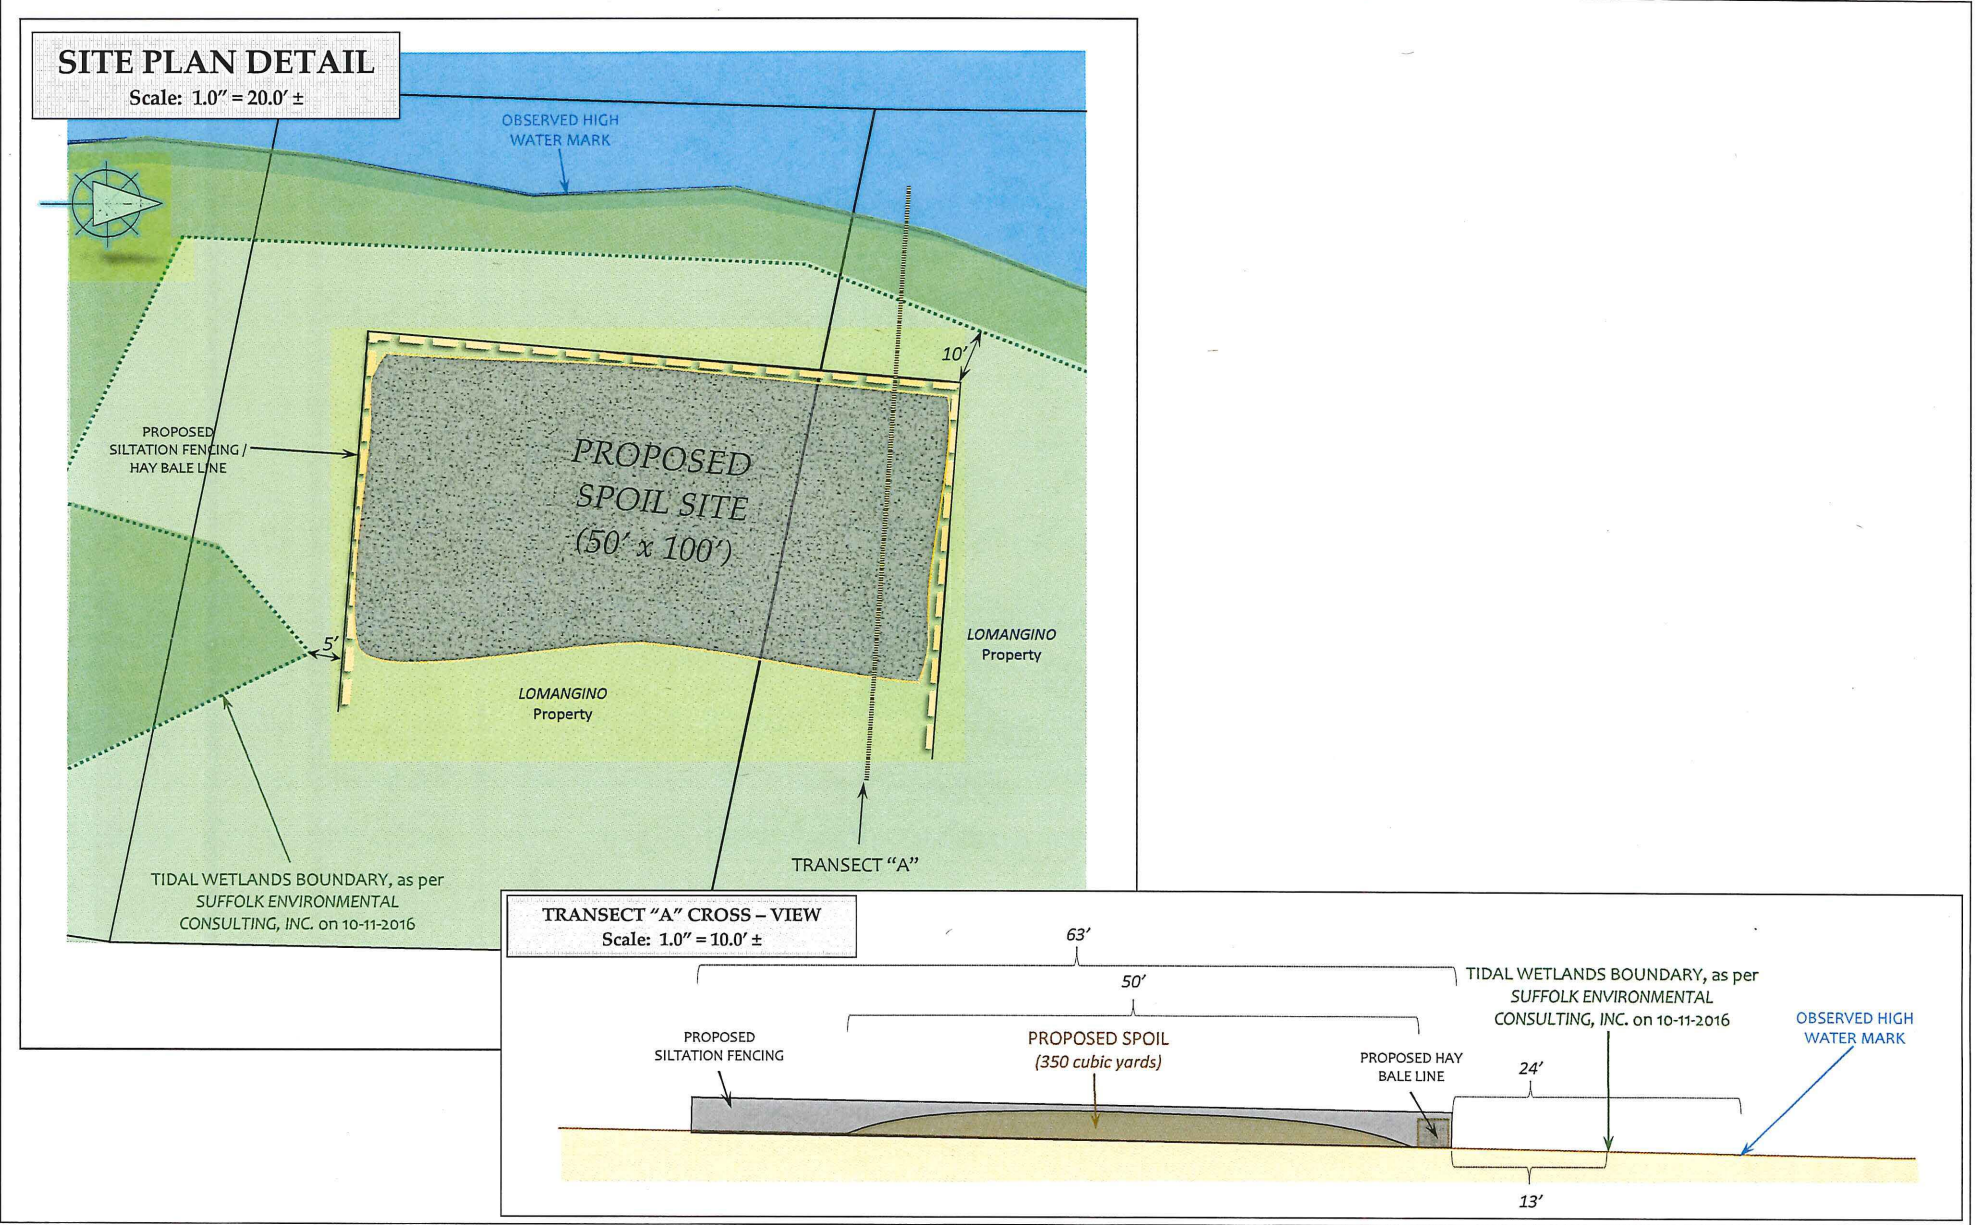 SITE PLAN DETAIL
Scale: 1.0” = 20.0’ ±
OBSERVED HIGH
WATER MARK
10’
PROPOSED
SILTATION FENCING /
HAY BALE LINE
PROPOSED
SPOIL SITE
(50’ x 100’)
5’
LOMANGINO
Property
LOMANGINO
Property
TRANSECT “A”
TIDAL WETLANDS BOUNDARY, as per
SUFFOLK ENVIRONMENTAL
CONSULTING, INC. on 10-11-2016
TRANSECT “A” CROSS – VIEW
Scale: 1.0” = 10.0’ ±
63’
50’
PROPOSED
SILTATION FENCING
PROPOSED SPOIL
(350 cubic yards)
PROPOSED HAY
BALE LINE
TIDAL WETLANDS BOUNDARY, as per
SUFFOLK ENVIRONMENTAL
CONSULTING, INC. on 10-11-2016
OBSERVED HIGH
WATER MARK
24’
13’